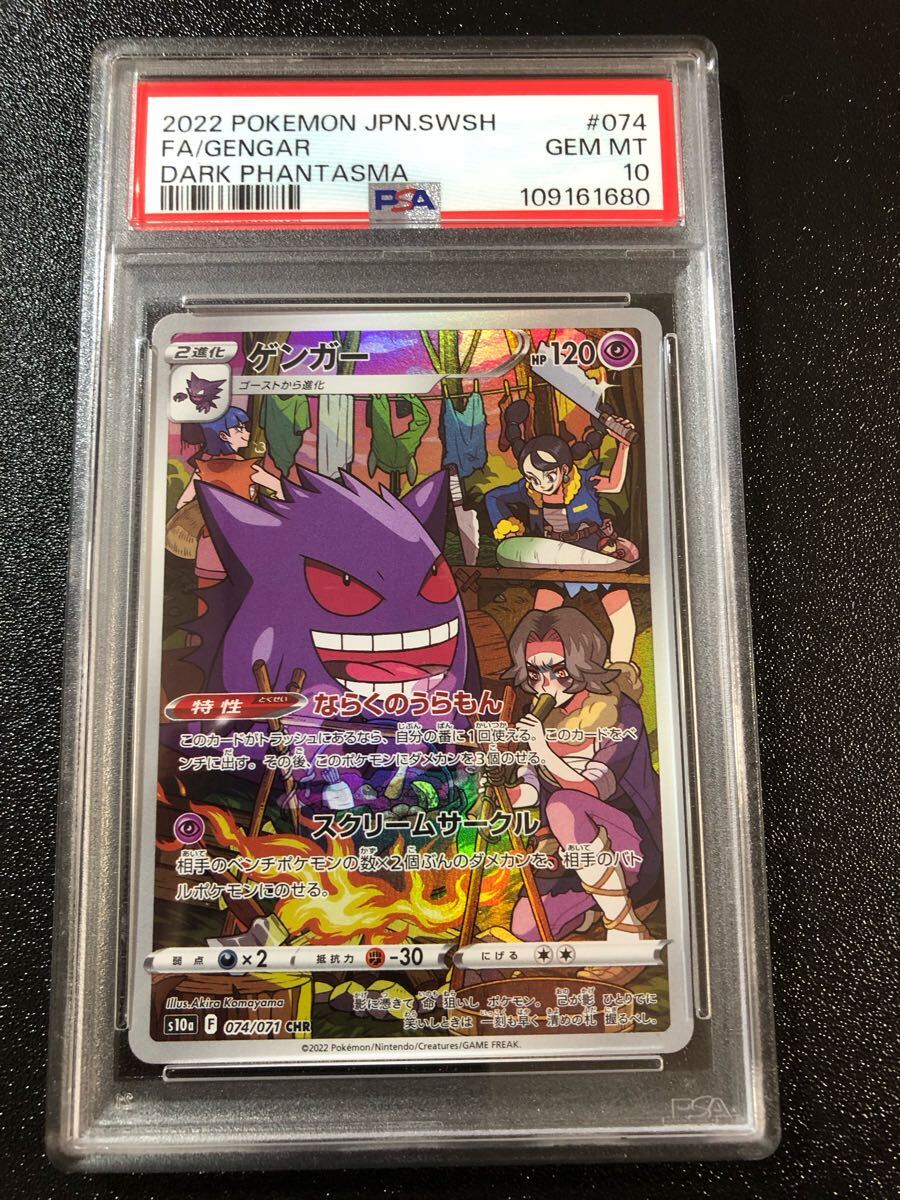 2022 POKEMON JPN.SWSH #074
FA/GENGAR GEM MT
DARK PHANTASMA 10
109161680
PSA
2進化 ゲンガー HP 120
ゴーストから進化
特性 とくせい ならくのうらもん
このカードがトラッシュにあるなら、自分の番に1回使える。このカードをベ
ンチに出す。その後、このポケモンにダメカンを3個のせる。
スクリームサークル
相手のベンチポケモンの数×2個ぶんのダメカンを、相手のバト
ルポケモンにのせる。
弱点 ×2 抵抗力 -30 にげる
Illus.Akira Komayama
影に憑きて 命 狙いし ポケモン。 己が影 ひとりでに
笑いしときは 一刻も早く 清めの札 握るべし。
s10a F 074/071 CHR
©2022 Pokémon/Nintendo/Creatures/GAME FREAK.
PSA